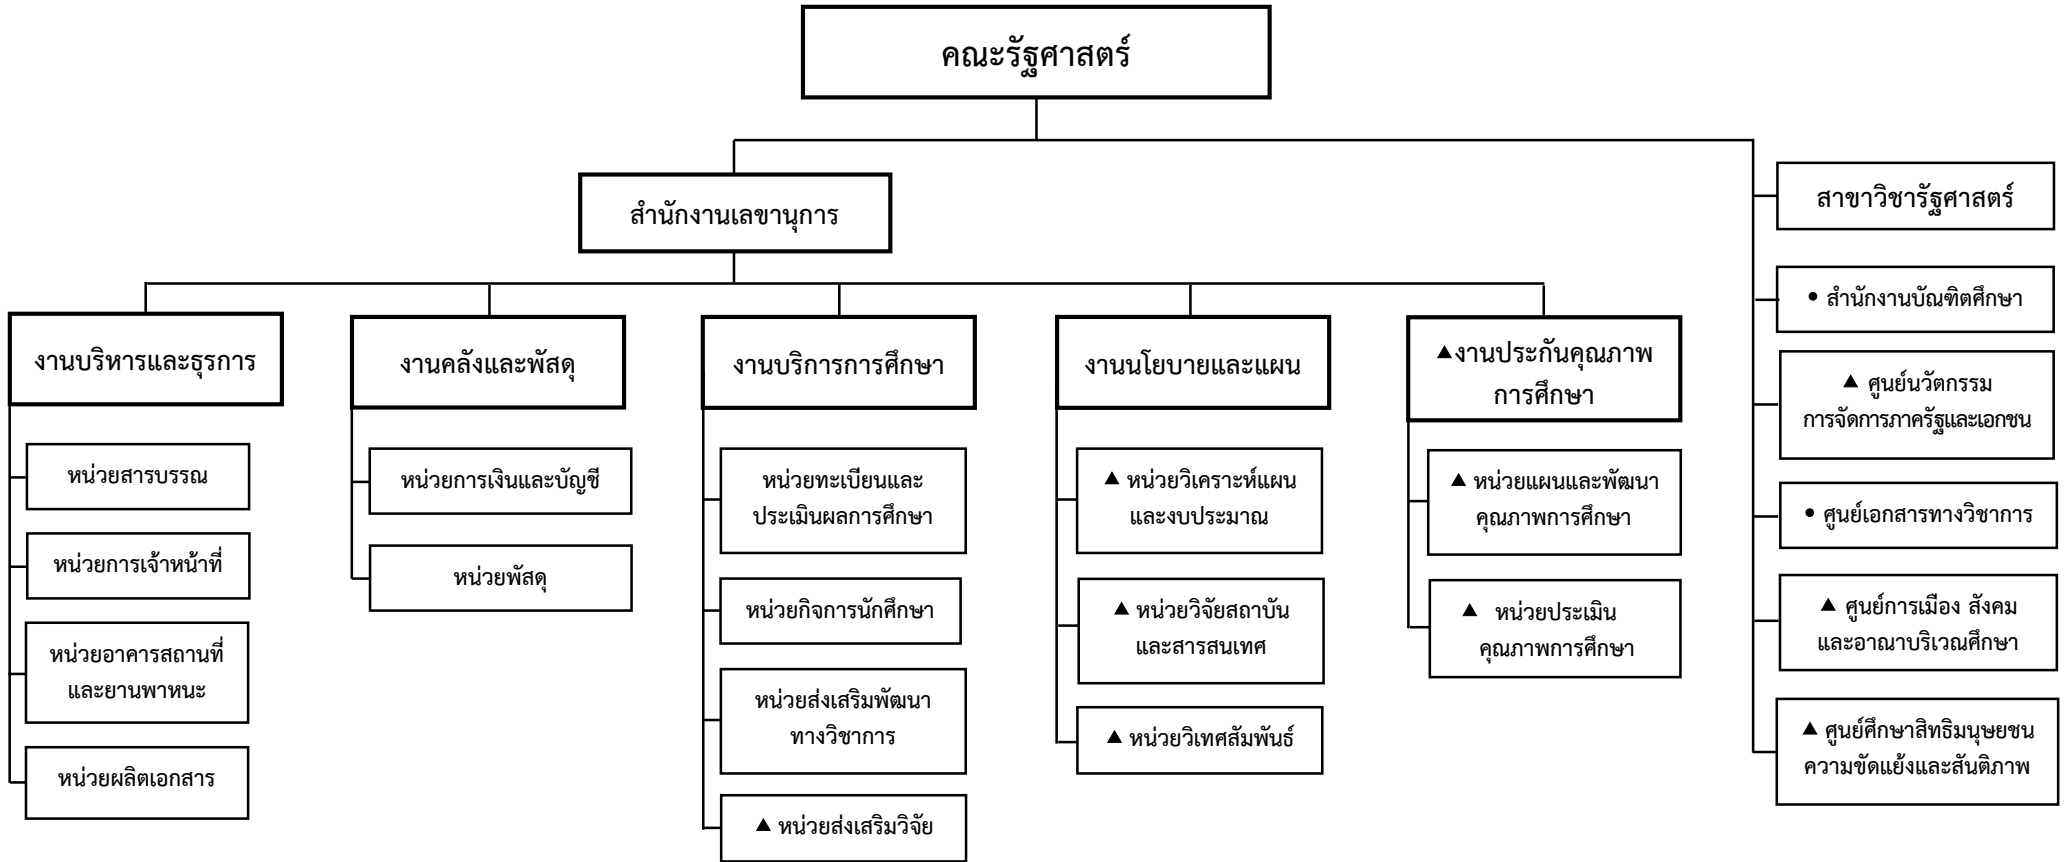 คณะรัฐศาสตร์
สำนักงานเลขานุการ
งานบริหารและธุรการ
หน่วยสารบรรณ
หน่วยการเจ้าหน้าที่
หน่วยอาคารสถานที่
และยานพาหนะ
หน่วยผลิตเอกสาร
งานคลังและพัสดุ
หน่วยการเงินและบัญชี
หน่วยพัสดุ
งานบริการการศึกษา
หน่วยทะเบียนและ
ประเมินผลการศึกษา
หน่วยกิจการนักศึกษา
หน่วยส่งเสริมพัฒนา
ทางวิชาการ
▲ หน่วยส่งเสริมวิจัย
งานนโยบายและแผน
▲ หน่วยวิเคราะห์แผน
และงบประมาณ
▲ หน่วยวิจัยสถาบัน
และสารสนเทศ
▲ หน่วยวิเทศสัมพันธ์
▲งานประกันคุณภาพ
การศึกษา
▲ หน่วยแผนและพัฒนา
คุณภาพการศึกษา
▲ หน่วยประเมิน
คุณภาพการศึกษา
สาขาวิชารัฐศาสตร์
• สำนักงานบัณฑิตศึกษา
▲ ศูนย์นวัตกรรม
การจัดการภาครัฐและเอกชน
• ศูนย์เอกสารทางวิชาการ
▲ ศูนย์การเมือง สังคม
และอาณาบริเวณศึกษา
▲ ศูนย์ศึกษาสิทธิมนุษยชน
ความขัดแย้งและสันติภาพ